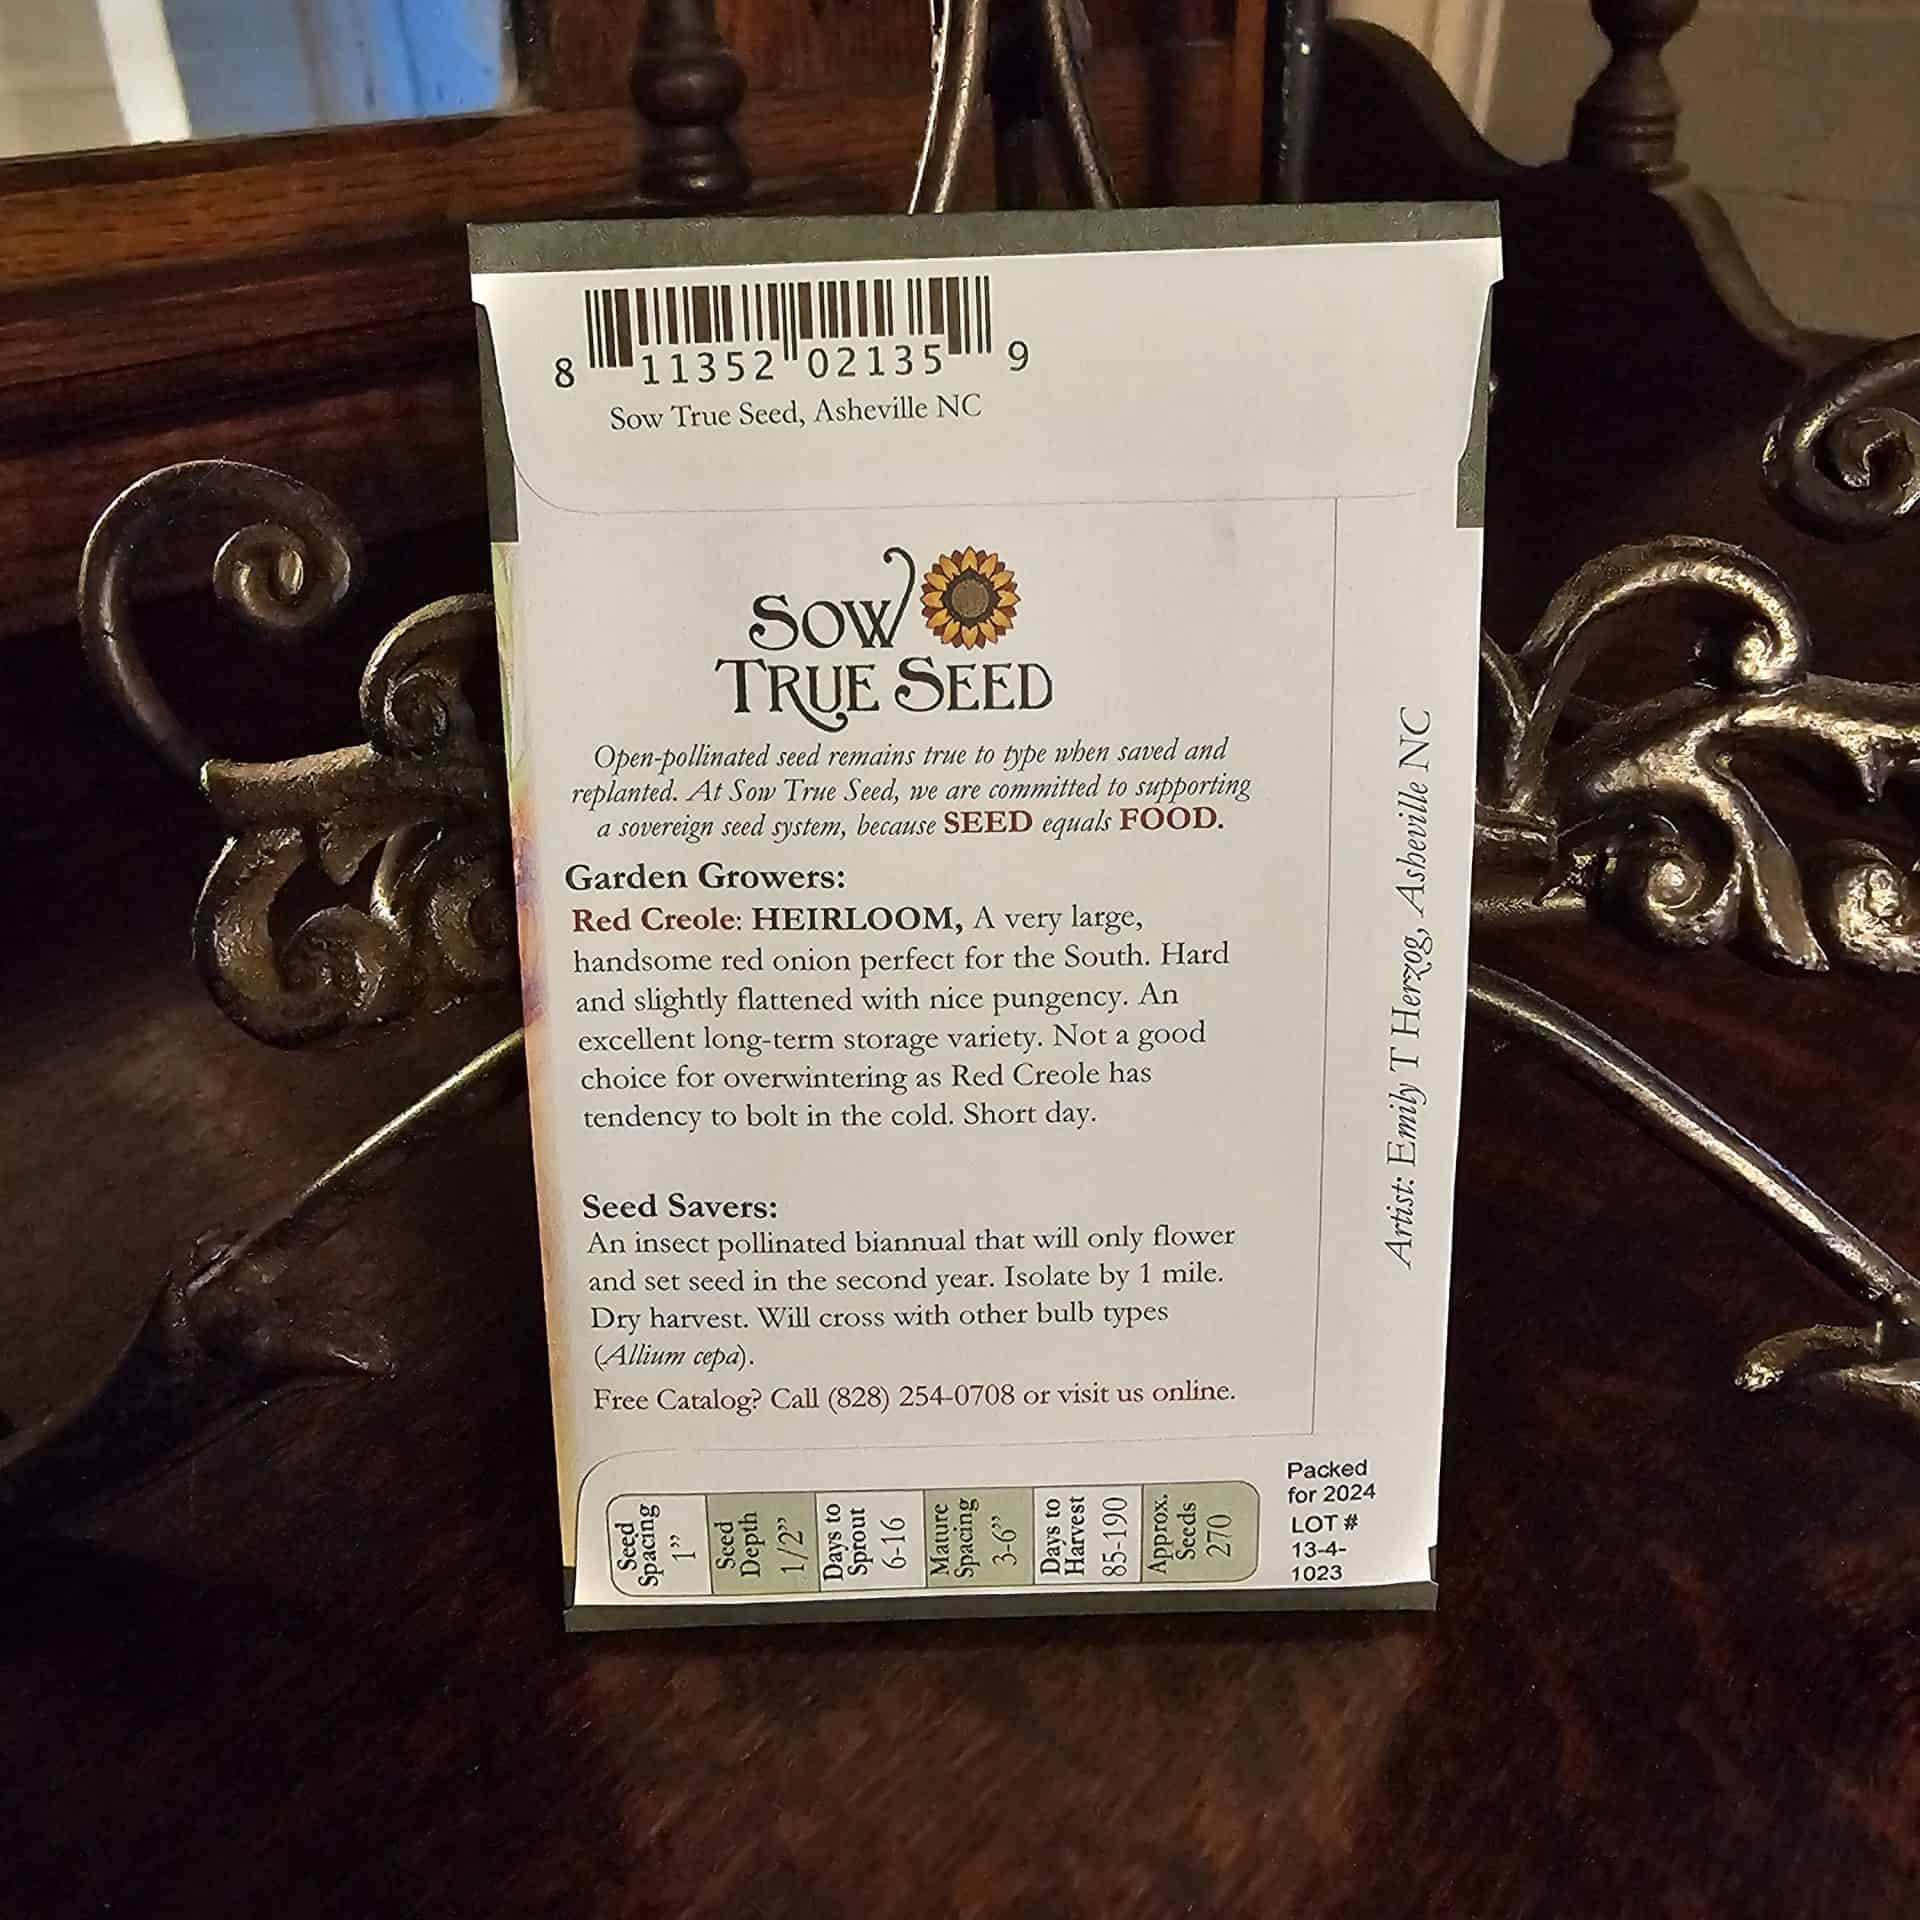 8 11352 02135 9
Sow True Seed, Asheville NC
SOW
TRUE SEED
Open-pollinated seed remains true to type when saved and
replanted. At Sow True Seed, we are committed to supporting
a sovereign seed system, because SEED equals FOOD.
Garden Growers:
Red Creole: HEIRLOOM, A very large,
handsome red onion perfect for the South. Hard
and slightly flattened with nice pungency. An
excellent long-term storage variety. Not a good
choice for overwintering as Red Creole has
tendency to bolt in the cold. Short day.
Seed Savers:
An insect pollinated biannual that will only flower
and set seed in the second year. Isolate by 1 mile.
Dry harvest. Will cross with other bulb types
(Allium cepa).
Free Catalog? Call (828) 254-0708 or visit us online.
Seed
Spacing
1"
Seed
Depth
1/2"
Days to
Sprout
6-16
Mature
Spacing
3-6"
Days to
Harvest
85-190
Approx.
Seeds
270
Packed
for 2024
LOT #
13-4-
1023
Artist: Emily T Herzog, Asheville NC